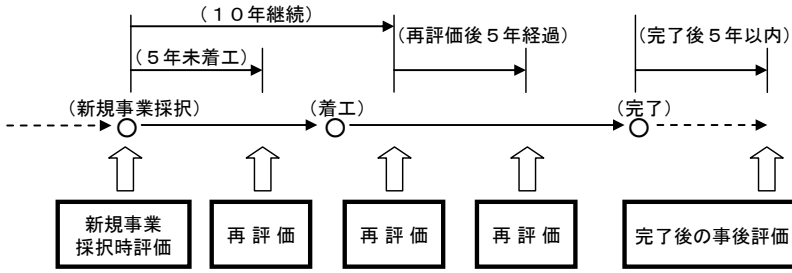 （１０年継続）
（５年未着工）
（再評価後５年経過）
（完了後５年以内）
（新規事業採択）
（着工）
（完了）
新規事業
採択時評価
再 評 価
再 評 価
再 評 価
完了後の事後評価